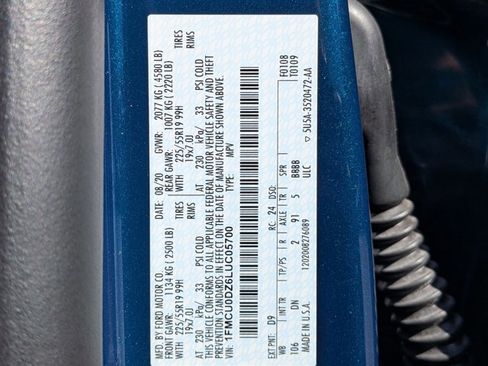 MFD. BY FORD MOTOR CO.
DATE: 08/20 GVWR: 2077 KG ( 4580 LB)
FRONT GAWR: 1134 KG ( 2500 LB) REAR GAWR: 1007 KG ( 2220 LB)
WITH 225/55R19 99H TIRES WITH 225/55R19 99H TIRES
19x7.0J RIMS 19x7.0J RIMS
AT 230 kPa/ 33 PSI COLD AT 230 kPa/ 33 PSI COLD
THIS VEHICLE CONFORMS TO ALL APPLICABLE FEDERAL MOTOR VEHICLE SAFETY AND THEFT
PREVENTION STANDARDS IN EFFECT ON THE DATE OF MANUFACTURE SHOWN ABOVE.
VIN: 1FMCU0DZ6LUC05700 TYPE: MPV
F0108
T0109
EXT PNT: D9 RC: 24 DSO:
WB INT TR TP/PS R AXLE TR SPR
106 DN 2 91 5 B8BB
ULC
1202008276089
MADE IN U.S.A. 5U5A-3520472-AA